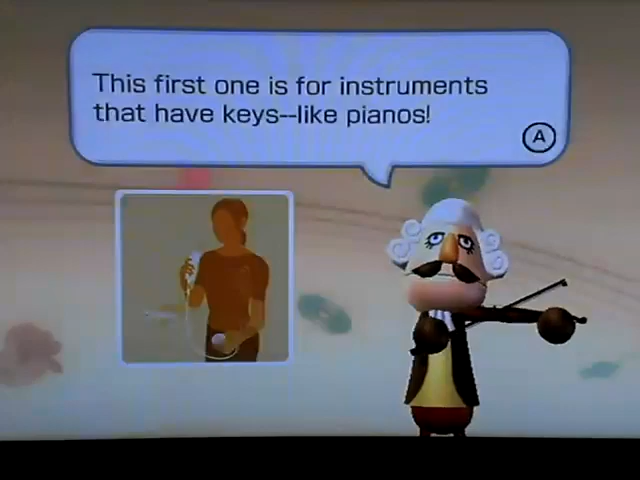 This first one is for instruments
that have keys--like pianos!
A